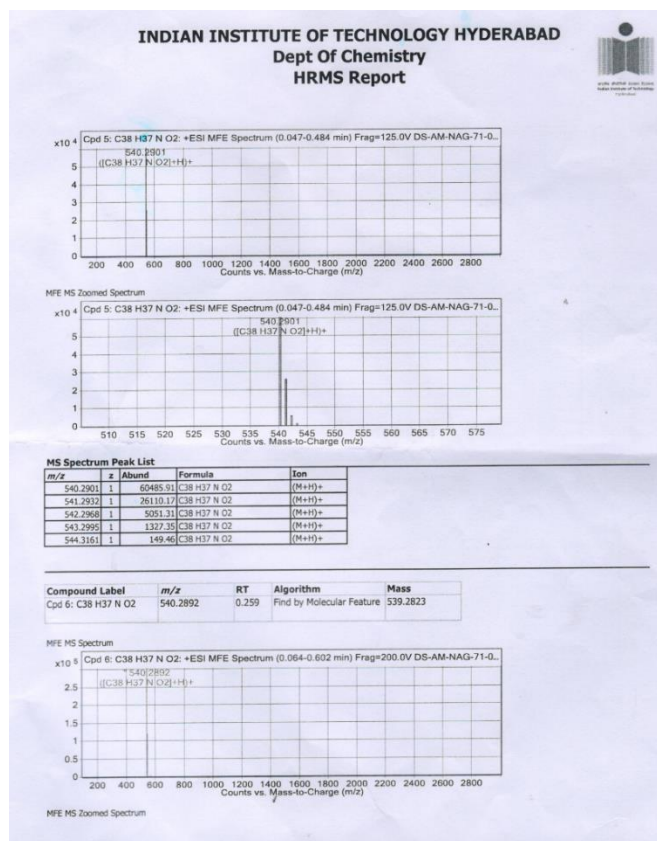 INDIAN INSTITUTE OF TECHNOLOGY HYDERABAD
Dept Of Chemistry
HRMS Report
x10 4 Cpd 5: C38 H37 N O2: +ESI MFE Spectrum (0.047-0.484 min) Frag=125.0V DS-AM-NAG-71-0...
540.2901
([C38 H37 N O2]+H)+
5
4
3
2
1
0
200 400 600 800 1000 1200 1400 1600 1800 2000 2200 2400 2600 2800
Counts vs. Mass-to-Charge (m/z)
MFE MS Zoomed Spectrum
x10 4 Cpd 5: C38 H37 N O2: +ESI MFE Spectrum (0.047-0.484 min) Frag=125.0V DS-AM-NAG-71-0...
540.2901
([C38 H37 N O2]+H)+
5
4
3
2
1
0
510 515 520 525 530 535 540 545 550 555 560 565 570 575
Counts vs. Mass-to-Charge (m/z)
MS Spectrum Peak List
m/z z Abund Formula Ion
540.2901 1 60485.91 C38 H37 N O2 (M+H)+
541.2932 1 26110.17 C38 H37 N O2 (M+H)+
542.2968 1 5051.31 C38 H37 N O2 (M+H)+
543.2995 1 1327.35 C38 H37 N O2 (M+H)+
544.3161 1 149.46 C38 H37 N O2 (M+H)+
Compound Label m/z RT Algorithm Mass
Cpd 6: C38 H37 N O2 540.2892 0.259 Find by Molecular Feature 539.2823
MFE MS Spectrum
x10 5 Cpd 6: C38 H37 N O2: +ESI MFE Spectrum (0.064-0.602 min) Frag=200.0V DS-AM-NAG-71-0...
540.2892
([C38 H37 N O2]+H)+
2.5
2
1.5
1
0.5
0
200 400 600 800 1000 1200 1400 1600 1800 2000 2200 2400 2600 2800
Counts vs. Mass-to-Charge (m/z)
MFE MS Zoomed Spectrum